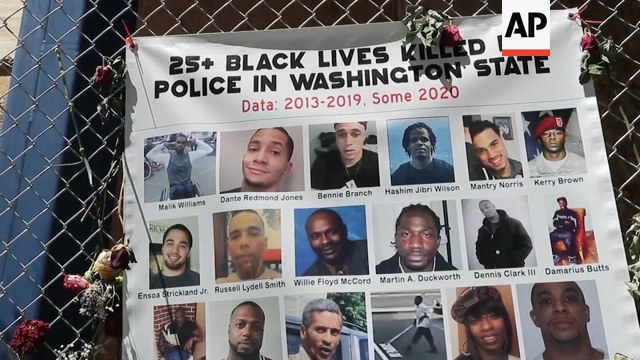 AP
25+ BLACK LIVES KILLED
POLICE IN WASHINGTON STATE
Data: 2013-2019, Some 2020
Malik Williams
Dante Redmond Jones
Bennie Branch
Hashim Jibri Wilson
Mantry Norris
Kerry Brown
Ensoa Strickland Jr.
Russell Lydell Smith
Willie Floyd McCord
Martin A. Duckworth
Dennis Clark III
Damarius Butts